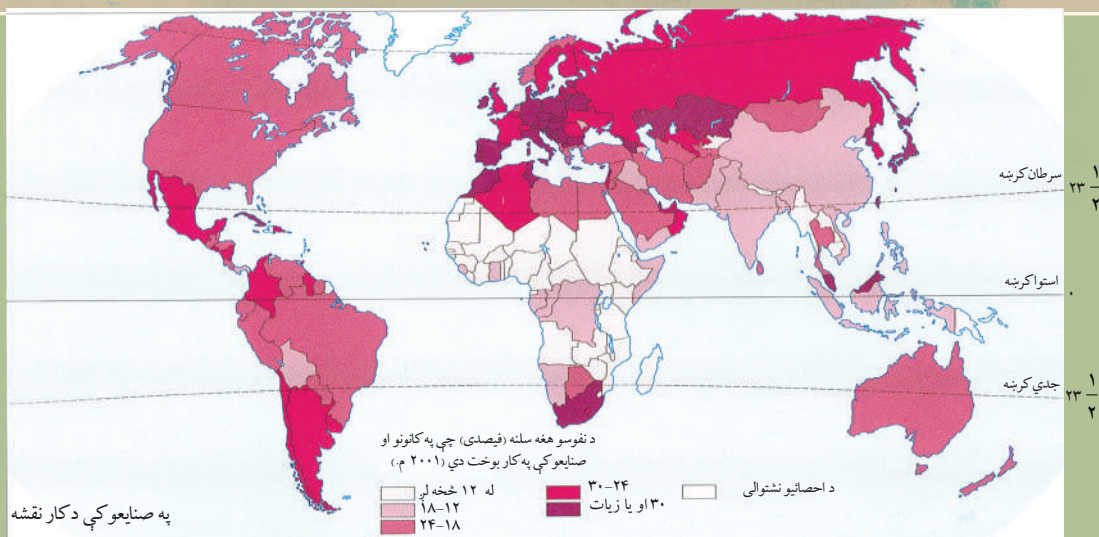 سرطان کرښه
۲۳ ۱/۲
استوا کرښه
۰
جدي کرښه
۲۳ ۱/۲
د نفوسو هغه سلنه (فیصدی) چې په کانونو او
صنایعو کې په کار بوخت دي (۲۰۰۱ م.)
له ۱۲ څخه لږ
۱۸-۱۲
۲۴-۱۸
۳۰-۲۴
۳۰ او یا زیات
د احصائیو نشتوالی
په صنایعو کې د کار نقشه